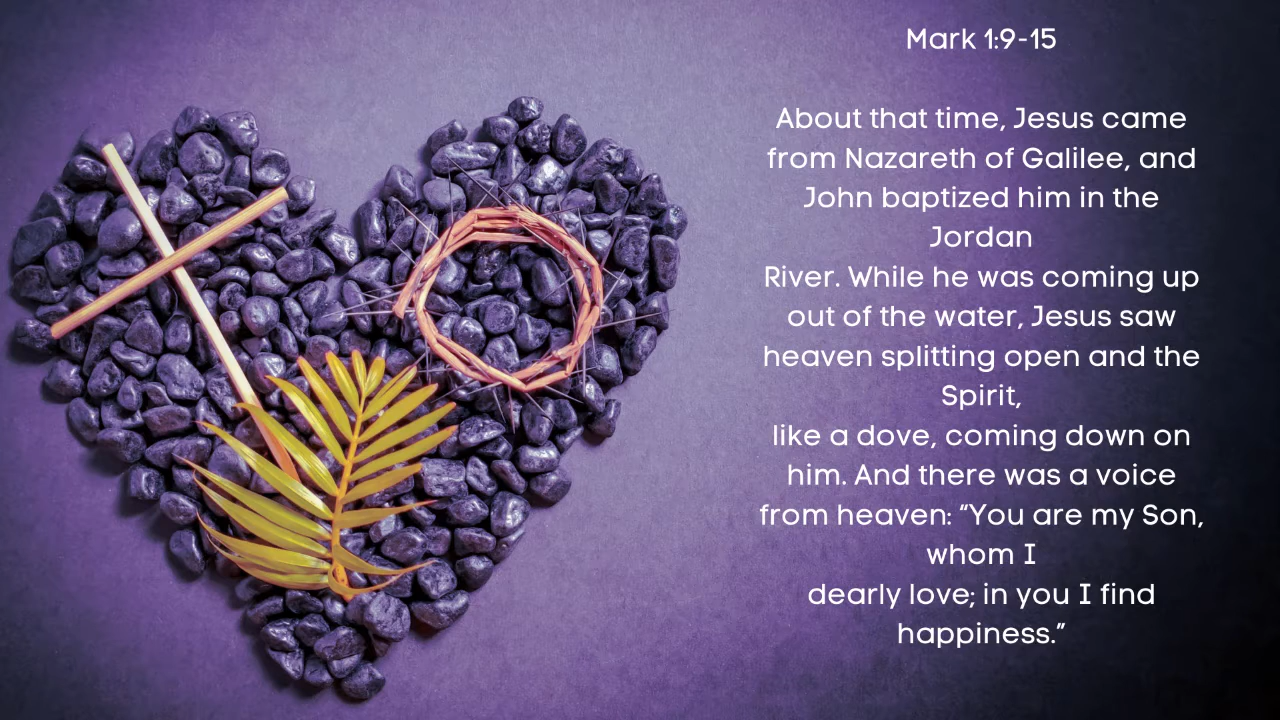 Mark 1:9-15
About that time, Jesus came
from Nazareth of Galilee, and
John baptized him in the
Jordan
River. While he was coming up
out of the water, Jesus saw
heaven splitting open and the
Spirit,
like a dove, coming down on
him. And there was a voice
from heaven: “You are my Son,
whom I
dearly love; in you I find
happiness.”